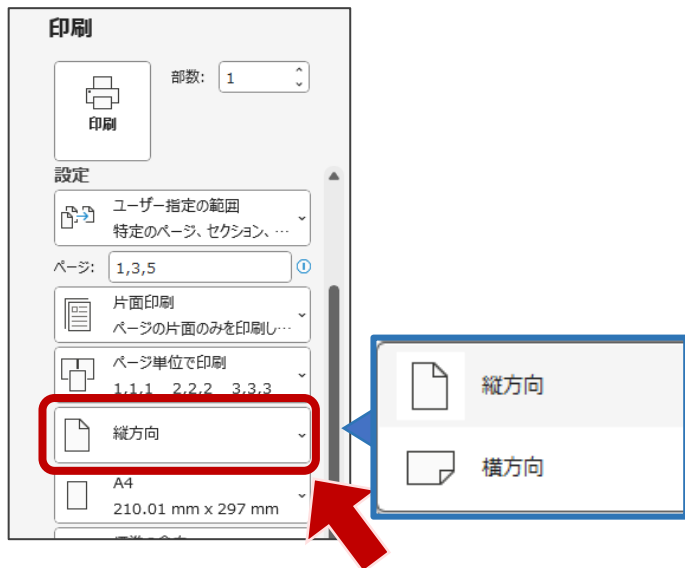 印刷
部数: 1
印刷
設定
ユーザー指定の範囲
特定のページ、セクション、…
ページ: 1,3,5
片面印刷
ページの片面のみを印刷し…
ページ単位で印刷
1,1,1 2,2,2 3,3,3
縦方向
A4
210.01 mm x 297 mm
縦方向
横方向